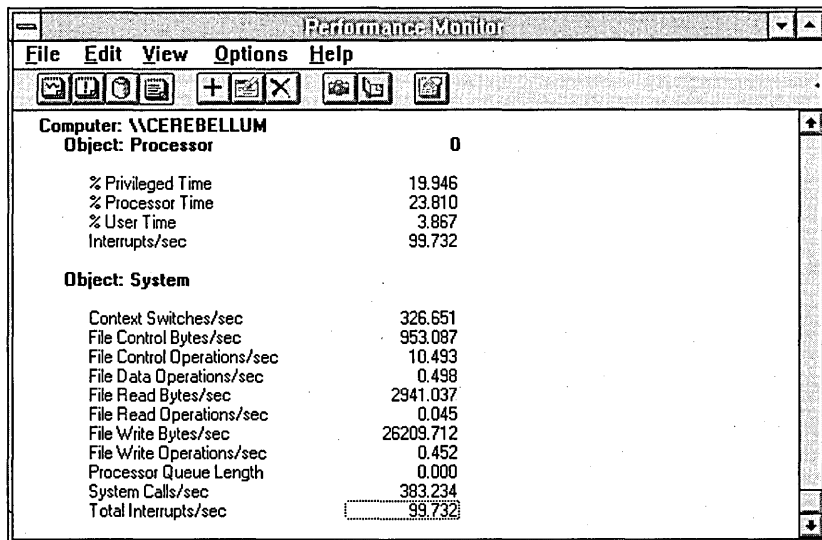 Performance Monitor
File Edit View Options Help
Computer: \\CEREBELLUM
Object: Processor 0
% Privileged Time 19.946
% Processor Time 23.810
% User Time 3.867
Interrupts/sec 99.732
Object: System
Context Switches/sec 326.651
File Control Bytes/sec 953.087
File Control Operations/sec 10.493
File Data Operations/sec 0.498
File Read Bytes/sec 2941.037
File Read Operations/sec 0.045
File Write Bytes/sec 26209.712
File Write Operations/sec 0.452
Processor Queue Length 0.000
System Calls/sec 383.234
Total Interrupts/sec 99.732